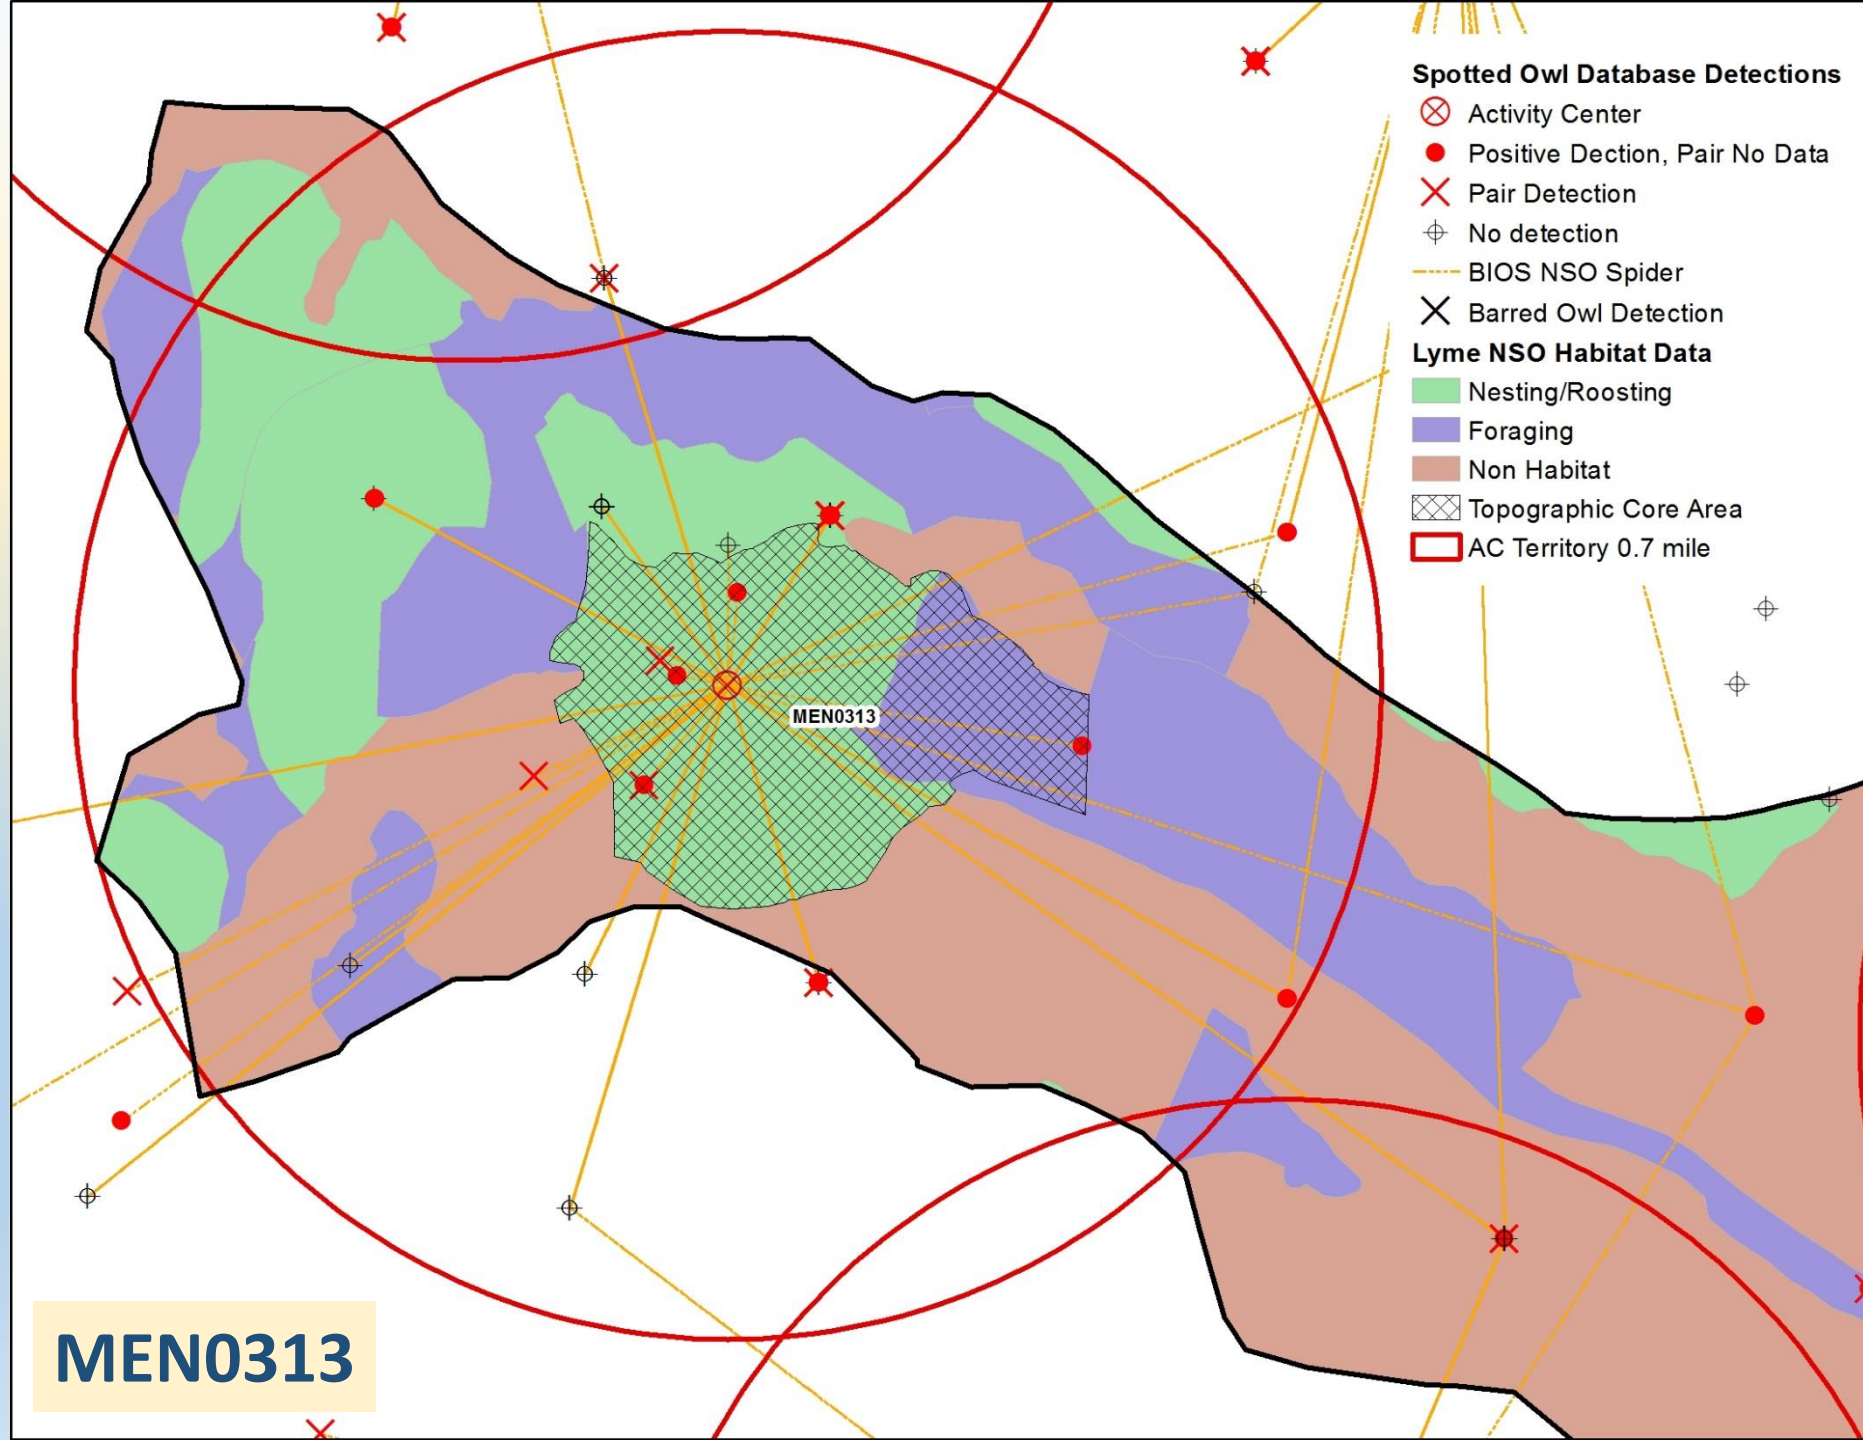 Spotted Owl Database Detections
Activity Center
Positive Dection, Pair No Data
Pair Detection
No detection
BIOS NSO Spider
Barred Owl Detection
Lyme NSO Habitat Data
Nesting/Roosting
Foraging
Non Habitat
Topographic Core Area
AC Territory 0.7 mile
MEN0313
MEN0313